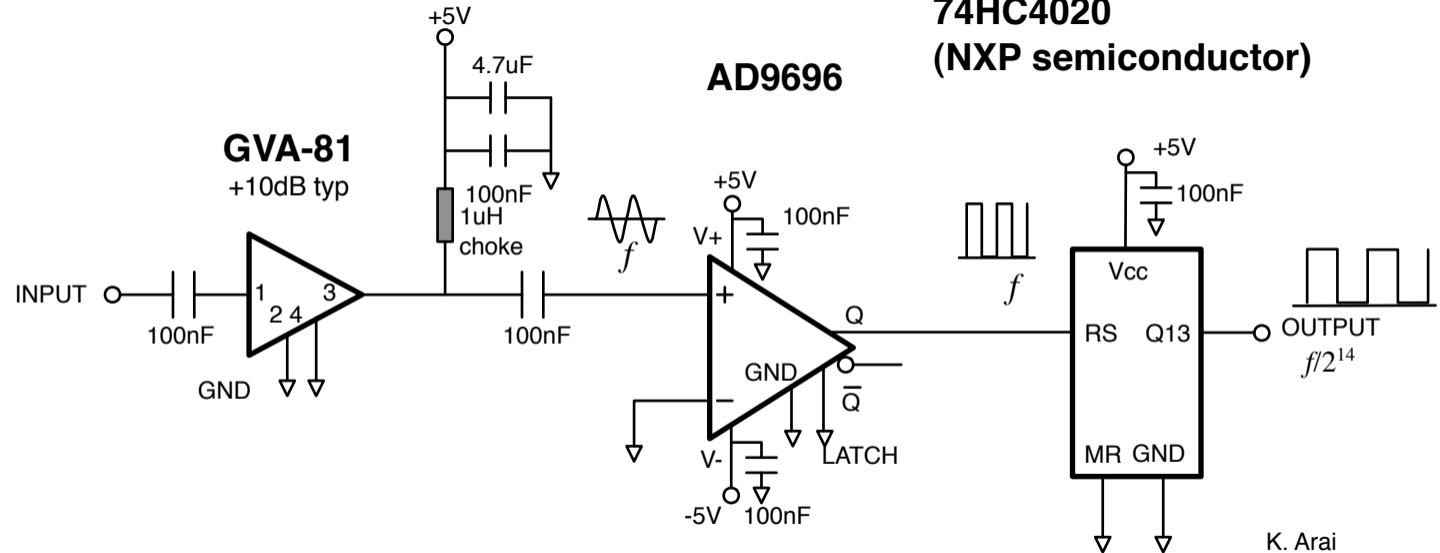 +5V
74HC4020
(NXP semiconductor)
4.7uF
AD9696
GVA-81
+10dB typ
100nF
1uH
choke
f
+5V
V+
100nF
+5V
100nF
f
Vcc
INPUT
1
2 4
3
100nF
GND
100nF
+
Q
GND
−
Q̅
LATCH
V-
-5V
100nF
RS
Q13
OUTPUT
f/2¹⁴
MR GND
K. Arai